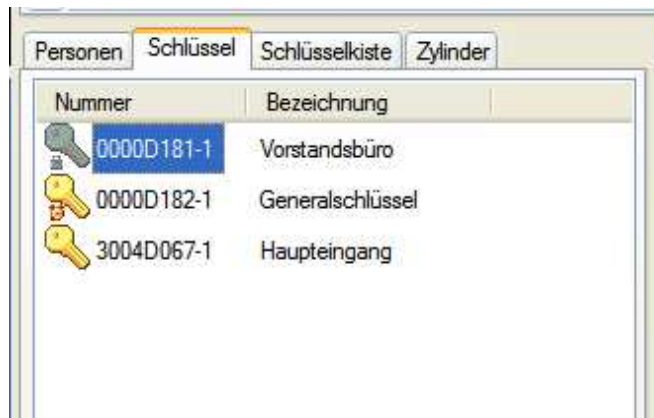 Personen Schlüssel Schlüsselkiste Zylinder
Nummer Bezeichnung
0000D181-1 Vorstandsbüro
0000D182-1 Generalschlüssel
3004D067-1 Haupteingang